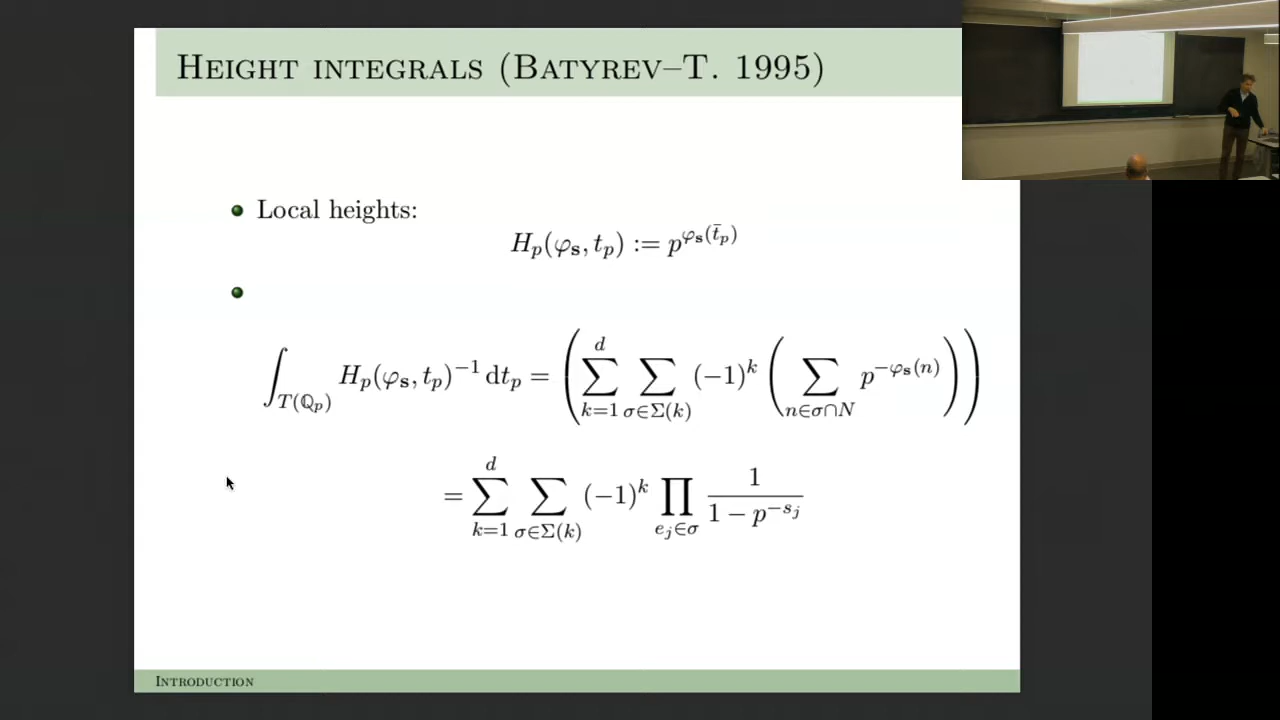 HEIGHT INTEGRALS (BATYREV–T. 1995)
Local heights:
H_p(φ_s, t_p) := p^{φ_s(t̄_p)}
∫_{T(ℚ_p)} H_p(φ_s, t_p)^{-1} dt_p = ( ∑_{k=1}^{d} ∑_{σ∈Σ(k)} (-1)^k ( ∑_{n∈σ∩N} p^{-φ_s(n)} ) )
= ∑_{k=1}^{d} ∑_{σ∈Σ(k)} (-1)^k ∏_{e_j∈σ} \frac{1}{1 - p^{-s_j}}
INTRODUCTION